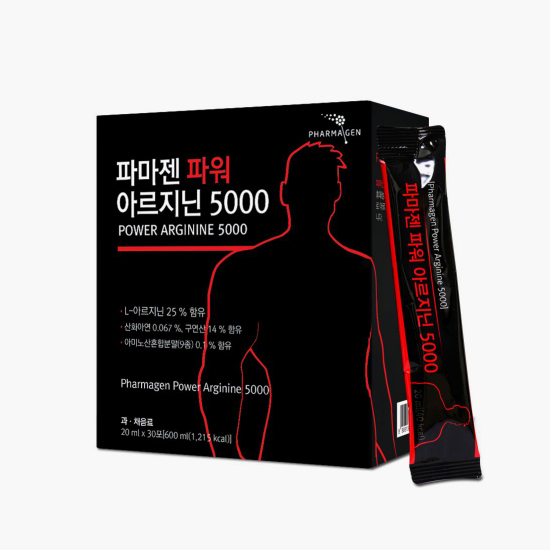 PHARMAGEN
파마젠 파워
아르지닌 5000
POWER ARGININE 5000
· L-아르지닌 25 % 함유
· 산화아연 0.067 %, 구연산 14 % 함유
· 아미노산혼합분말(9종) 0.1 % 함유
Pharmagen Power Arginine 5000
과 · 채음료
20 ml x 30포[600 ml(1,215 kcal)]
[Pharmagen Power Arginine 5000]
파마젠 파워 아르지닌 5000